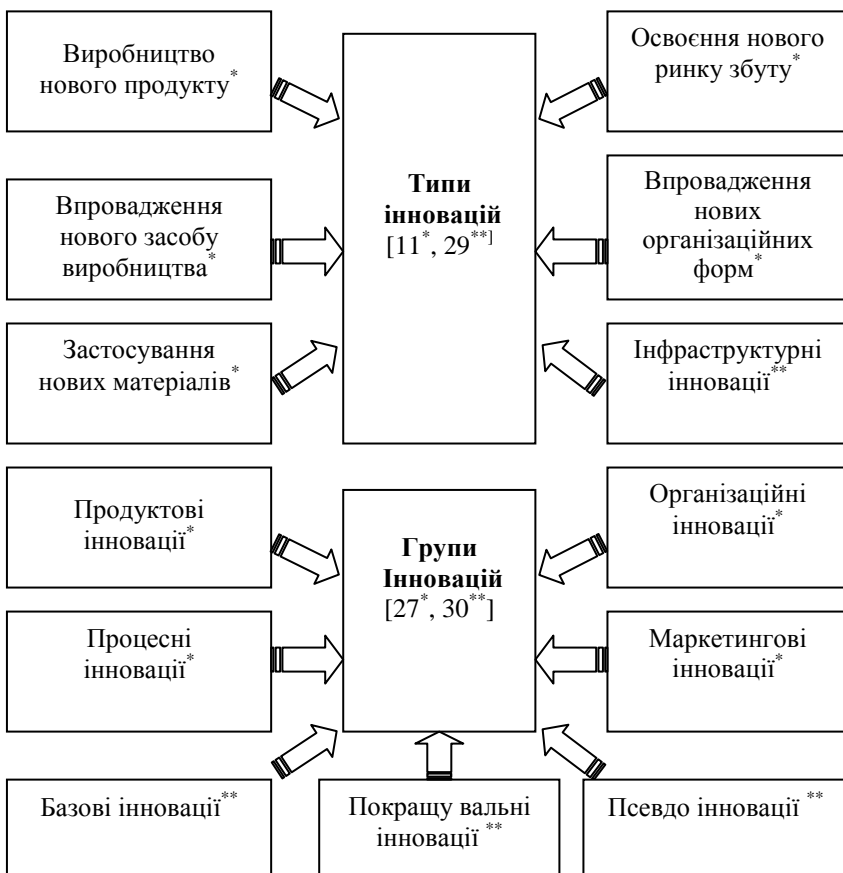 Виробництво
нового продукту*
Освоєння нового
ринку збуту*
Типи
інновацій
[11*, 29**]
Впровадження
нового засобу
виробництва*
Впровадження
нових
організаційних
форм*
Застосування
нових матеріалів*
Інфраструктурні
інновації**
Продуктові
інновації*
Організаційні
інновації*
Групи
Інновацій
[27*, 30**]
Процесні
інновації*
Маркетингові
інновації*
Базові інновації**
Покращу вальні
інновації **
Псевдо інновації **